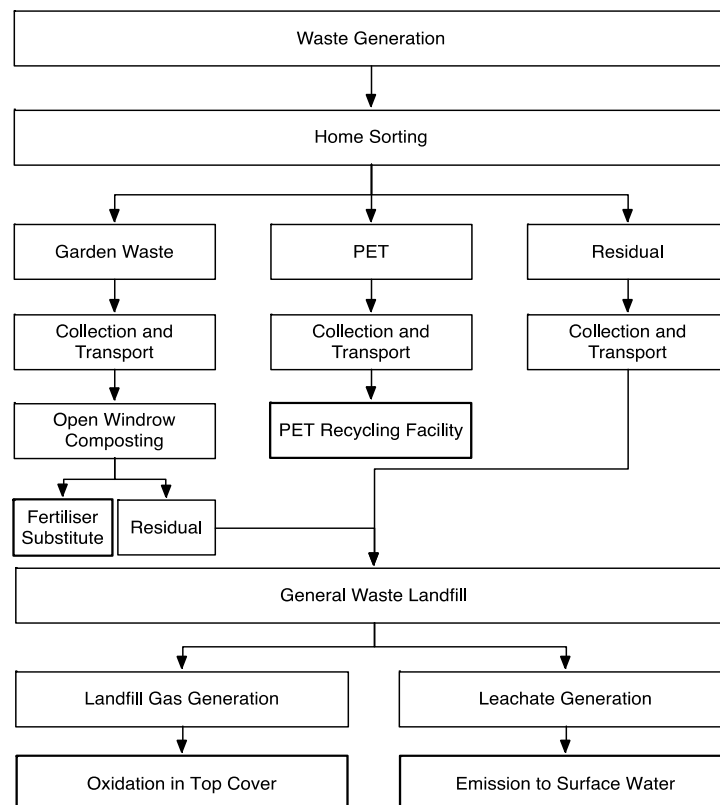 Waste Generation
Home Sorting
Garden Waste
PET
Residual
Collection and
Transport
Collection and
Transport
Collection and
Transport
Open Windrow
Composting
PET Recycling Facility
Fertiliser
Substitute
Residual
General Waste Landfill
Landfill Gas Generation
Leachate Generation
Oxidation in Top Cover
Emission to Surface Water